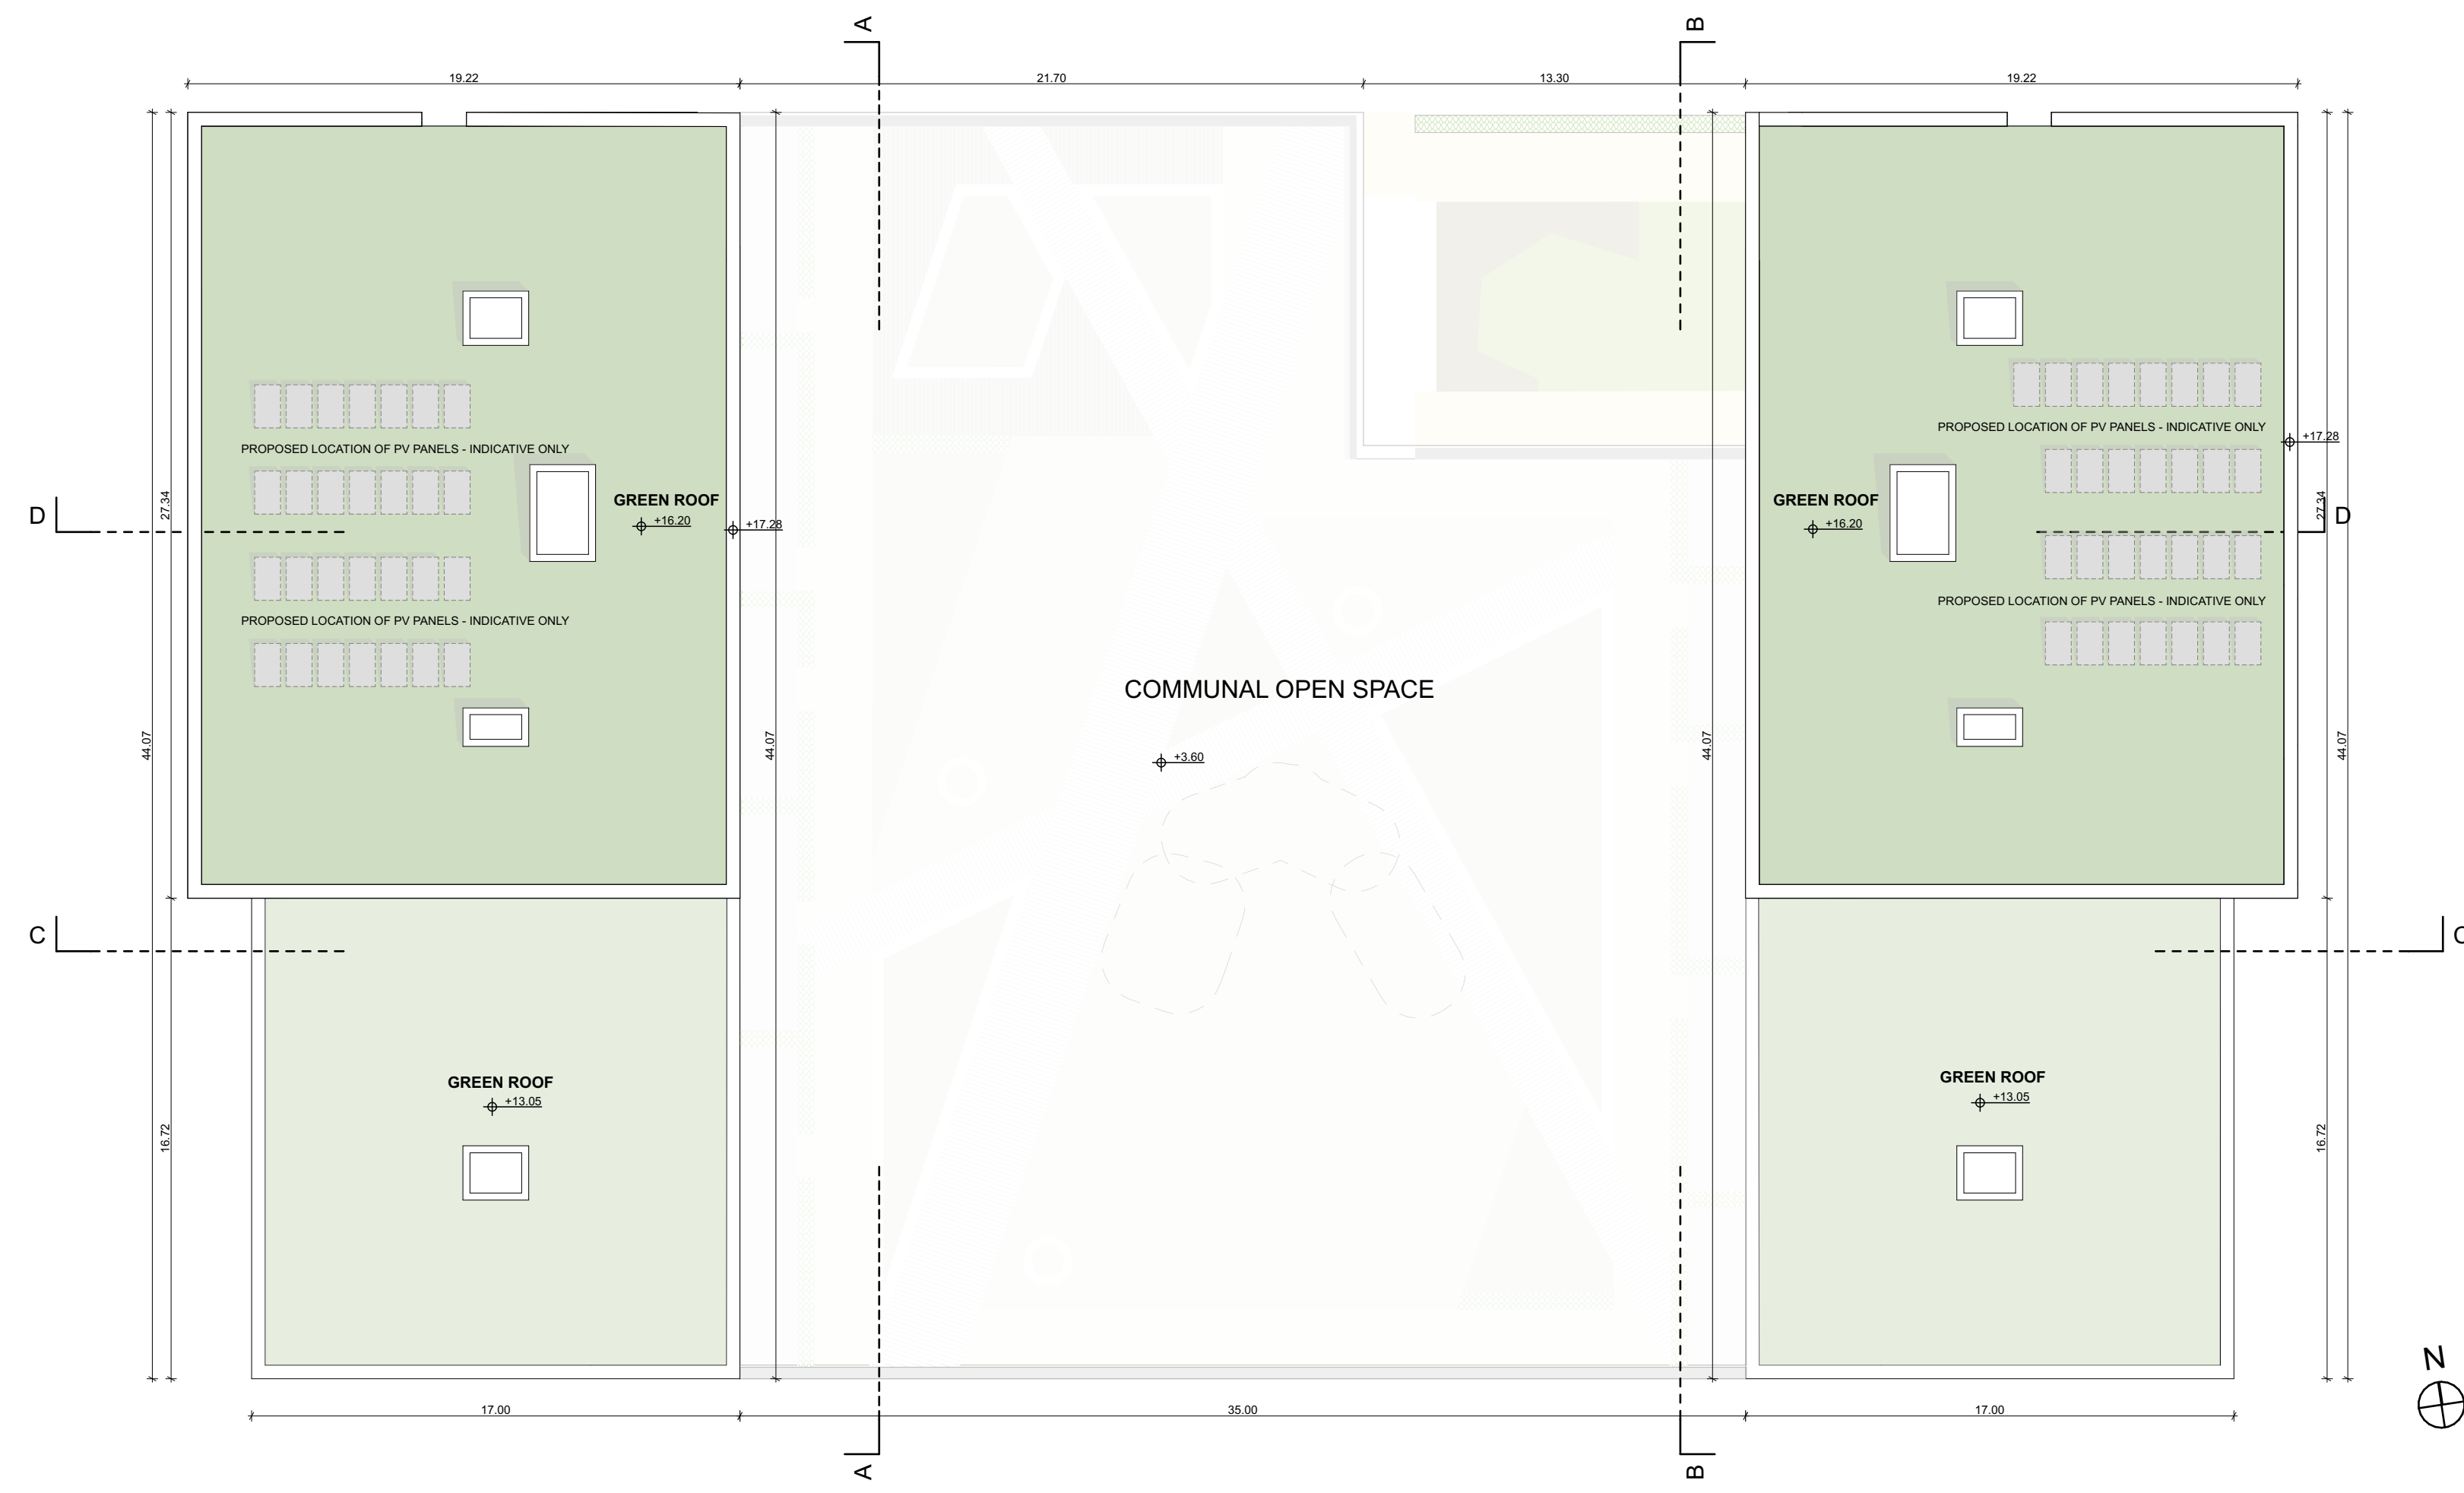 A
B
19.22
21.70
13.30
19.22
PROPOSED LOCATION OF PV PANELS - INDICATIVE ONLY
PROPOSED LOCATION OF PV PANELS - INDICATIVE ONLY
+17.28
GREEN ROOF
+16.20
+17.28
GREEN ROOF
+16.20
27.34
27.34
D
D
PROPOSED LOCATION OF PV PANELS - INDICATIVE ONLY
PROPOSED LOCATION OF PV PANELS - INDICATIVE ONLY
COMMUNAL OPEN SPACE
+3.60
44.07
44.07
44.07
44.07
C
C
GREEN ROOF
+13.05
GREEN ROOF
+13.05
16.72
16.72
17.00
35.00
17.00
N
A
B